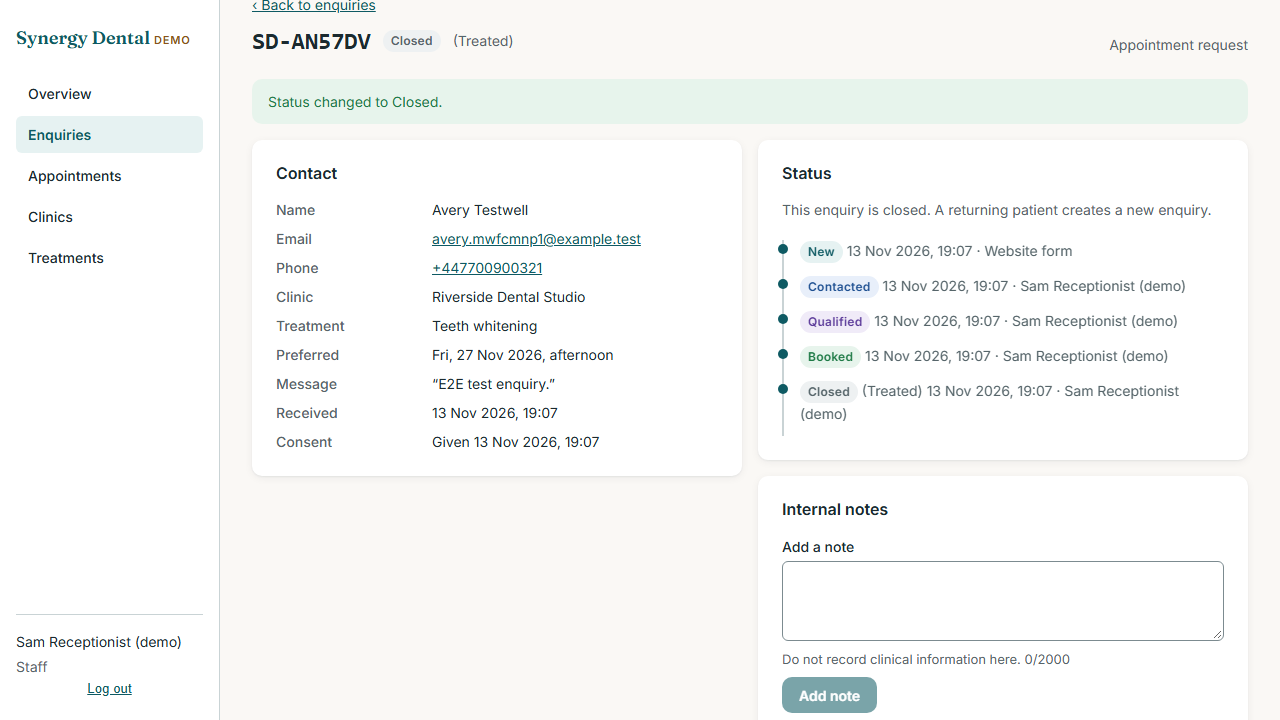 Synergy Dental DEMO
Overview
Enquiries
Appointments
Clinics
Treatments
Sam Receptionist (demo)
Staff
Log out
‹ Back to enquiries
SD-AN57DV Closed (Treated)
Appointment request
Status changed to Closed.
Contact
Name Avery Testwell
Email avery.mwfcmnp1@example.test
Phone +447700900321
Clinic Riverside Dental Studio
Treatment Teeth whitening
Preferred Fri, 27 Nov 2026, afternoon
Message “E2E test enquiry.”
Received 13 Nov 2026, 19:07
Consent Given 13 Nov 2026, 19:07
Status
This enquiry is closed. A returning patient creates a new enquiry.
New 13 Nov 2026, 19:07 · Website form
Contacted 13 Nov 2026, 19:07 · Sam Receptionist (demo)
Qualified 13 Nov 2026, 19:07 · Sam Receptionist (demo)
Booked 13 Nov 2026, 19:07 · Sam Receptionist (demo)
Closed (Treated) 13 Nov 2026, 19:07 · Sam Receptionist
(demo)
Internal notes
Add a note
Do not record clinical information here. 0/2000
Add note